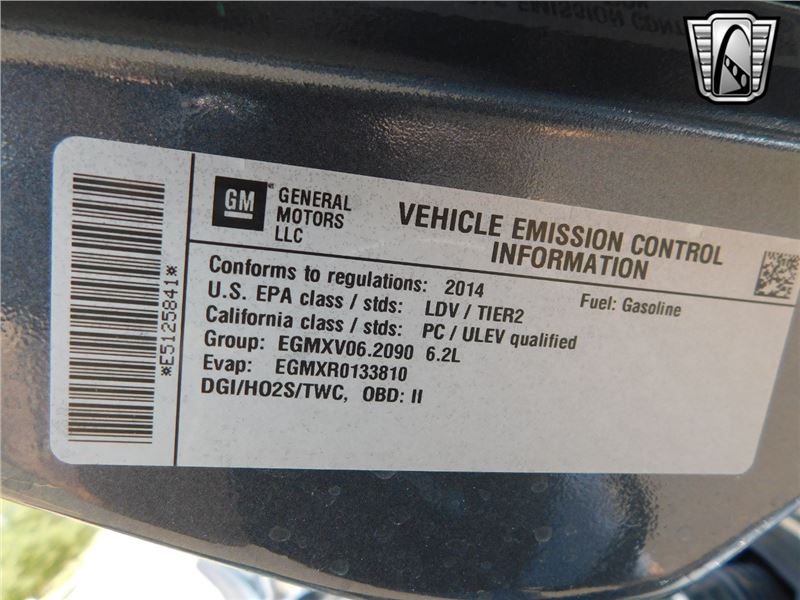 GM
GENERAL
MOTORS
LLC
VEHICLE EMISSION CONTROL
INFORMATION
Conforms to regulations: 2014
Fuel: Gasoline
U.S. EPA class / stds: LDV / TIER2
California class / stds: PC / ULEV qualified
Group: EGMXV06.2090 6.2L
Evap: EGMXR0133810
DGI/HO2S/TWC, OBD: II
*E5125841*